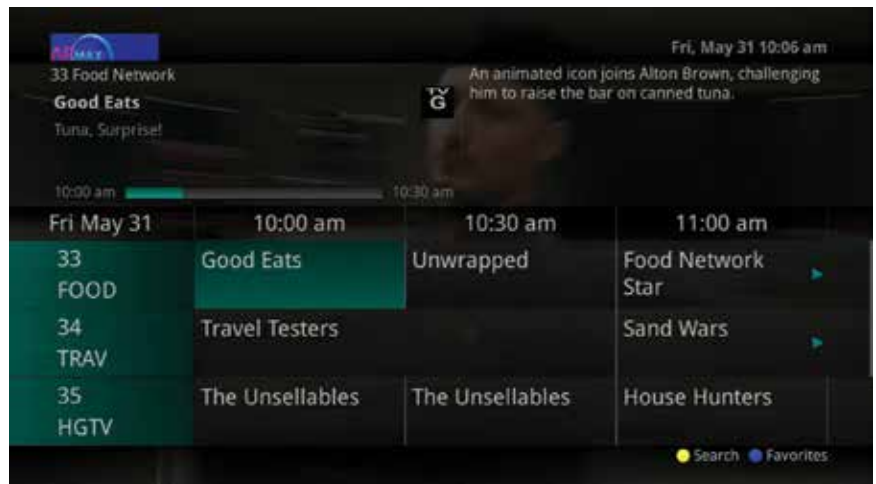 Fri, May 31 10:06 am
33 Food Network
Good Eats
Tuna, Surprise!
TV
G
An animated icon joins Alton Brown, challenging
him to raise the bar on canned tuna.
10:00 am
10:30 am
Fri May 31 10:00 am 10:30 am 11:00 am
33
FOOD
Good Eats
Unwrapped
Food Network
Star
34
TRAV
Travel Testers
Sand Wars
35
HGTV
The Unsellables
The Unsellables
House Hunters
Search Favorites